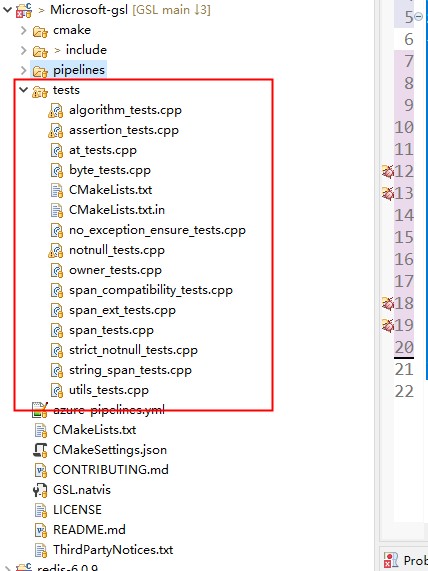 > Microsoft-gsl [GSL main ↓3]
cmake
> include
pipelines
tests
algorithm_tests.cpp
assertion_tests.cpp
at_tests.cpp
byte_tests.cpp
CMakeLists.txt
CMakeLists.txt.in
no_exception_ensure_tests.cpp
notnull_tests.cpp
owner_tests.cpp
span_compatibility_tests.cpp
span_ext_tests.cpp
span_tests.cpp
strict_notnull_tests.cpp
string_span_tests.cpp
utils_tests.cpp
azure-pipelines.yml
CMakeLists.txt
CMakeSettings.json
CONTRIBUTING.md
GSL.natvis
LICENSE
README.md
ThirdPartyNotices.txt
redis-6.0.9
5
6
7
8
9
10
11
12
13
14
15
16
17
18
19
20
21
22
Prob